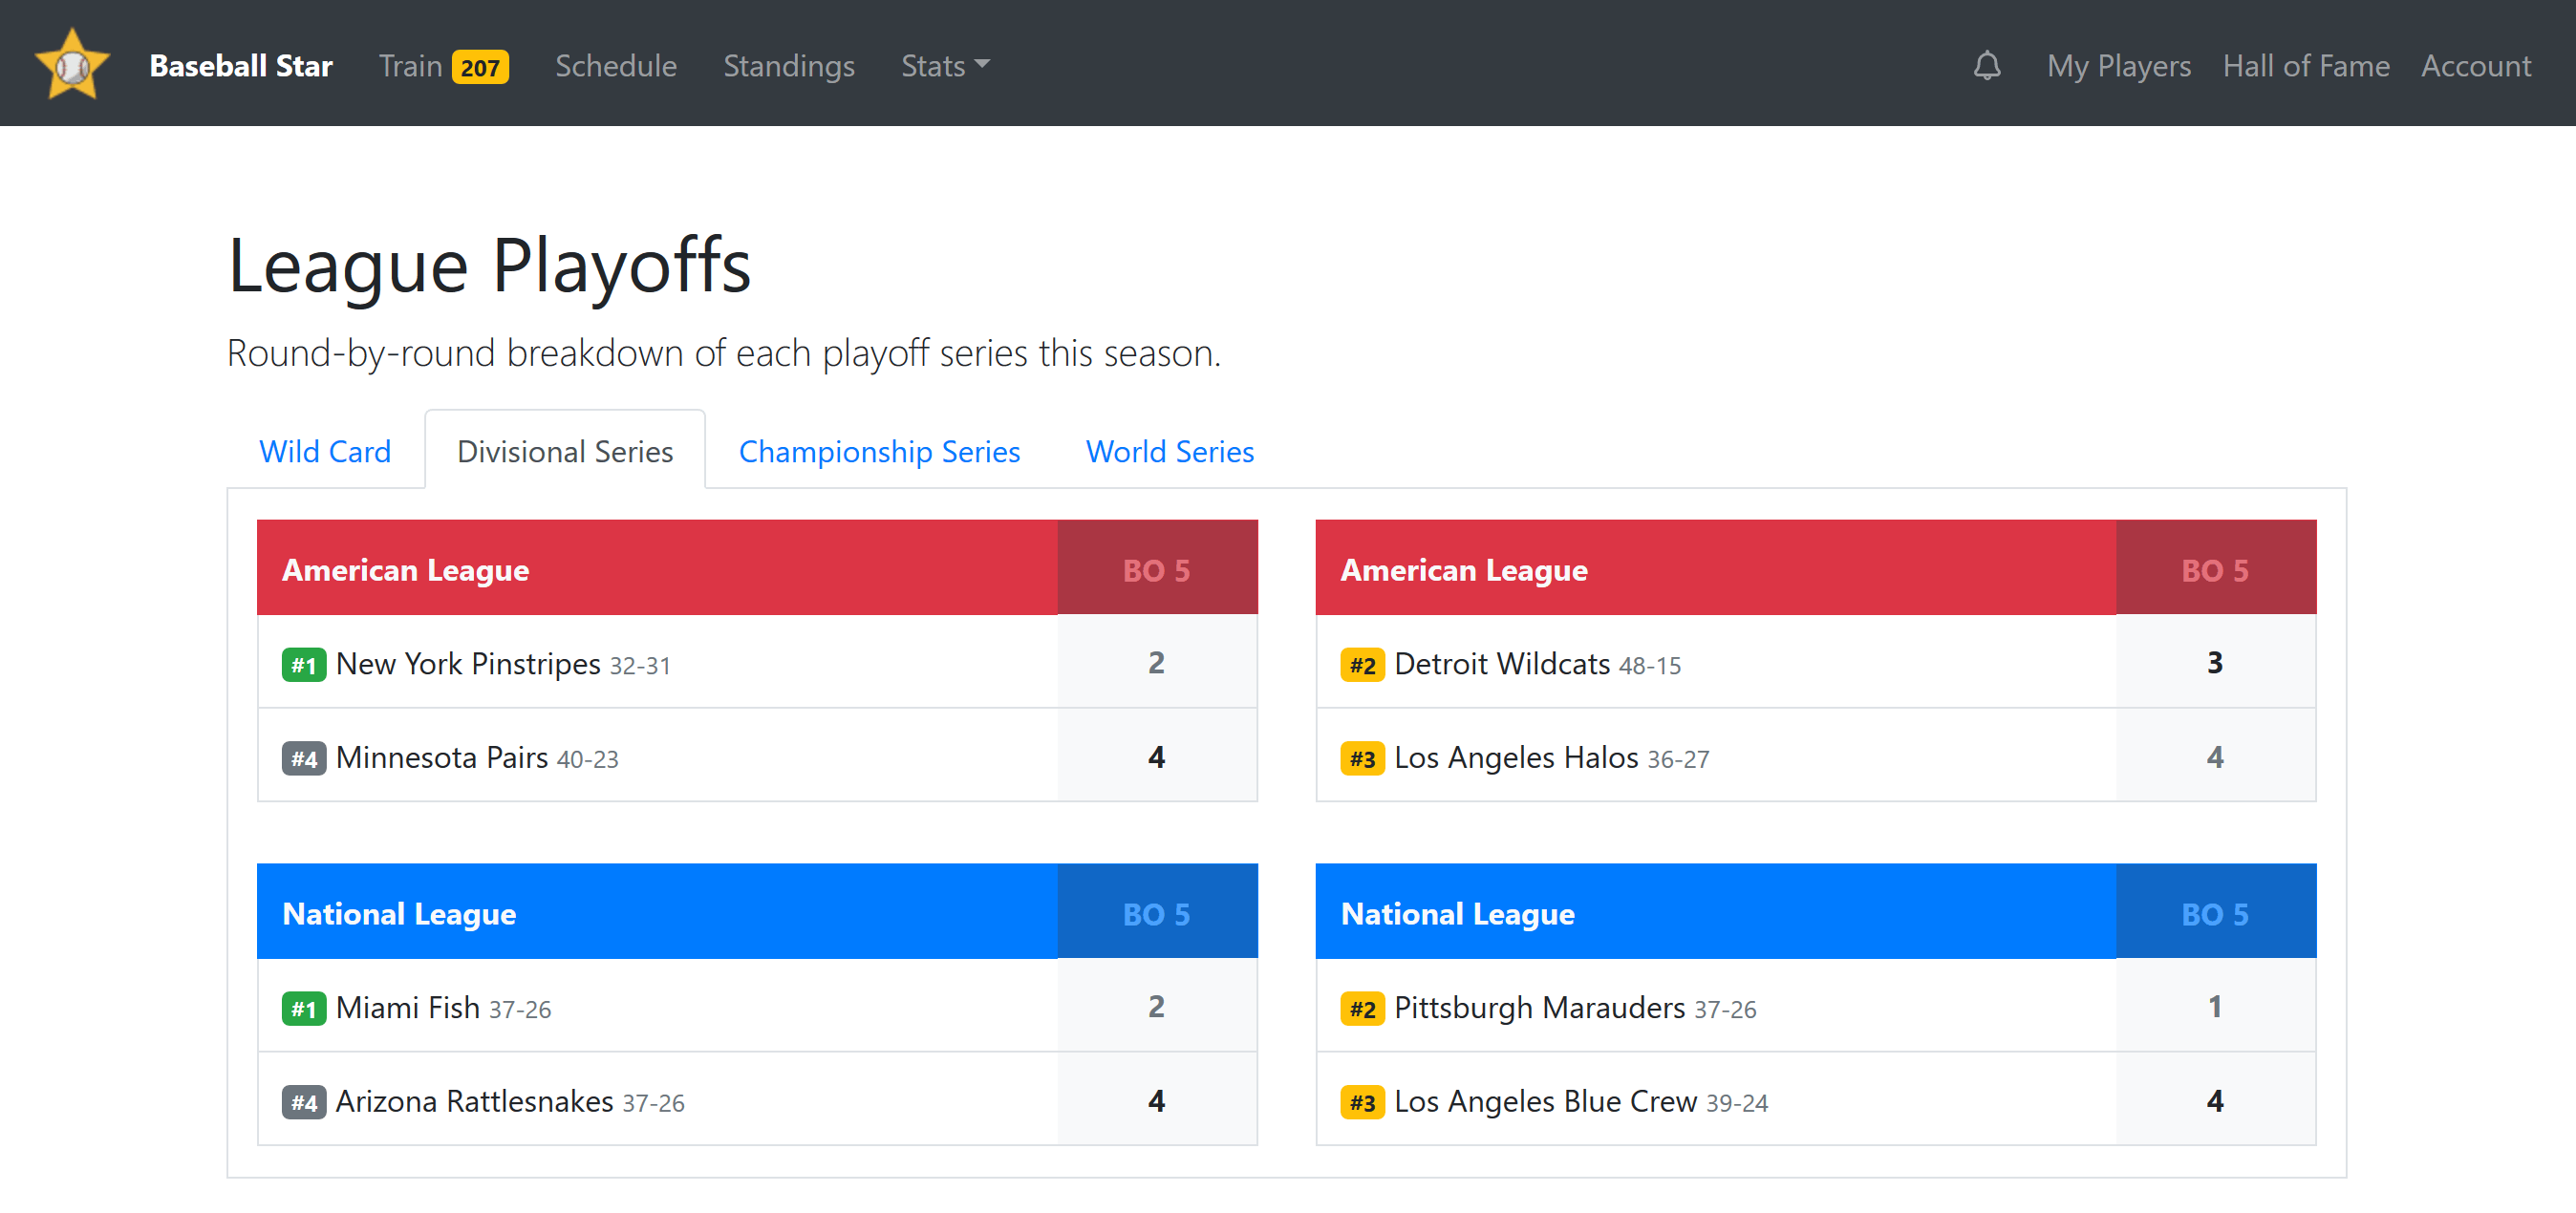 Baseball Star Train 207 Schedule Standings Stats My Players Hall of Fame Account
League Playoffs
Round-by-round breakdown of each playoff series this season.
Wild Card Divisional Series Championship Series World Series
American League BO 5
#1 New York Pinstripes 32-31 2
#4 Minnesota Pairs 40-23 4
American League BO 5
#2 Detroit Wildcats 48-15 3
#3 Los Angeles Halos 36-27 4
National League BO 5
#1 Miami Fish 37-26 2
#4 Arizona Rattlesnakes 37-26 4
National League BO 5
#2 Pittsburgh Marauders 37-26 1
#3 Los Angeles Blue Crew 39-24 4